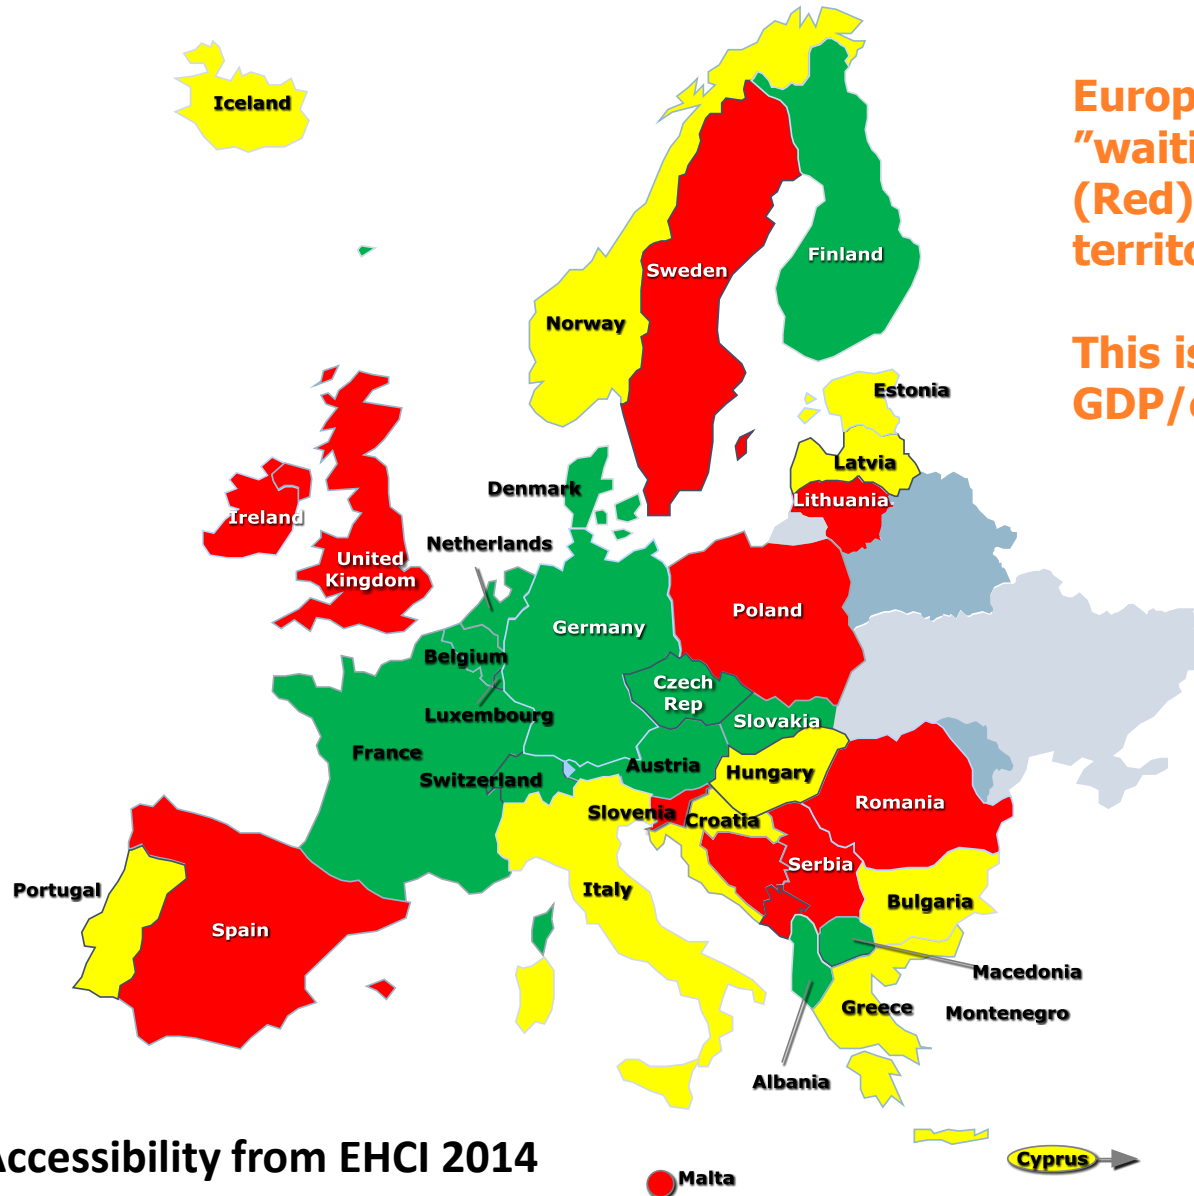 Iceland
Europ
”waiti
(Red)
territo
Finland
Sweden
Norway
This is
GDP/c
Estonia
Latvia
Denmark
Lithuania
Ireland
Netherlands
United
Kingdom
Poland
Germany
Belgium
Czech
Rep
Luxembourg
Slovakia
France
Austria
Switzerland
Hungary
Romania
Slovenia
Croatia
Serbia
Portugal
Italy
Bulgaria
Spain
Macedonia
Greece
Montenegro
Albania
Accessibility from EHCI 2014
Cyprus
Malta